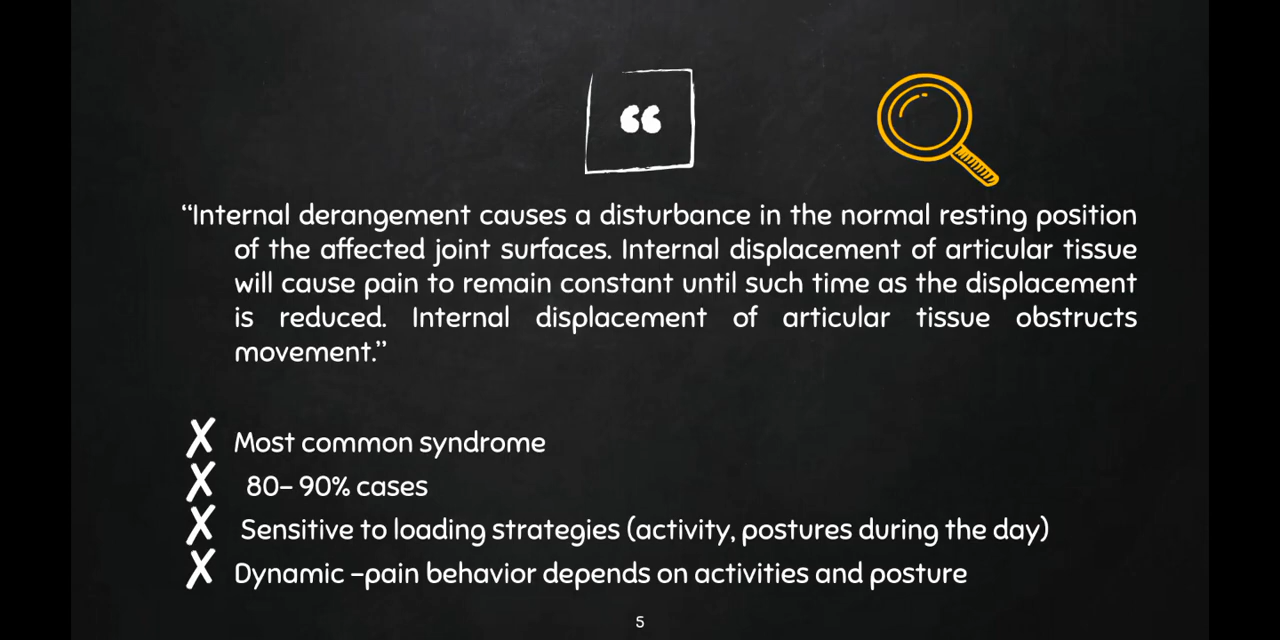 “
“Internal derangement causes a disturbance in the normal resting position
of the affected joint surfaces. Internal displacement of articular tissue
will cause pain to remain constant until such time as the displacement
is reduced. Internal displacement of articular tissue obstructs
movement.”
✗ Most common syndrome
✗ 80– 90% cases
✗ Sensitive to loading strategies (activity, postures during the day)
✗ Dynamic –pain behavior depends on activities and posture
5